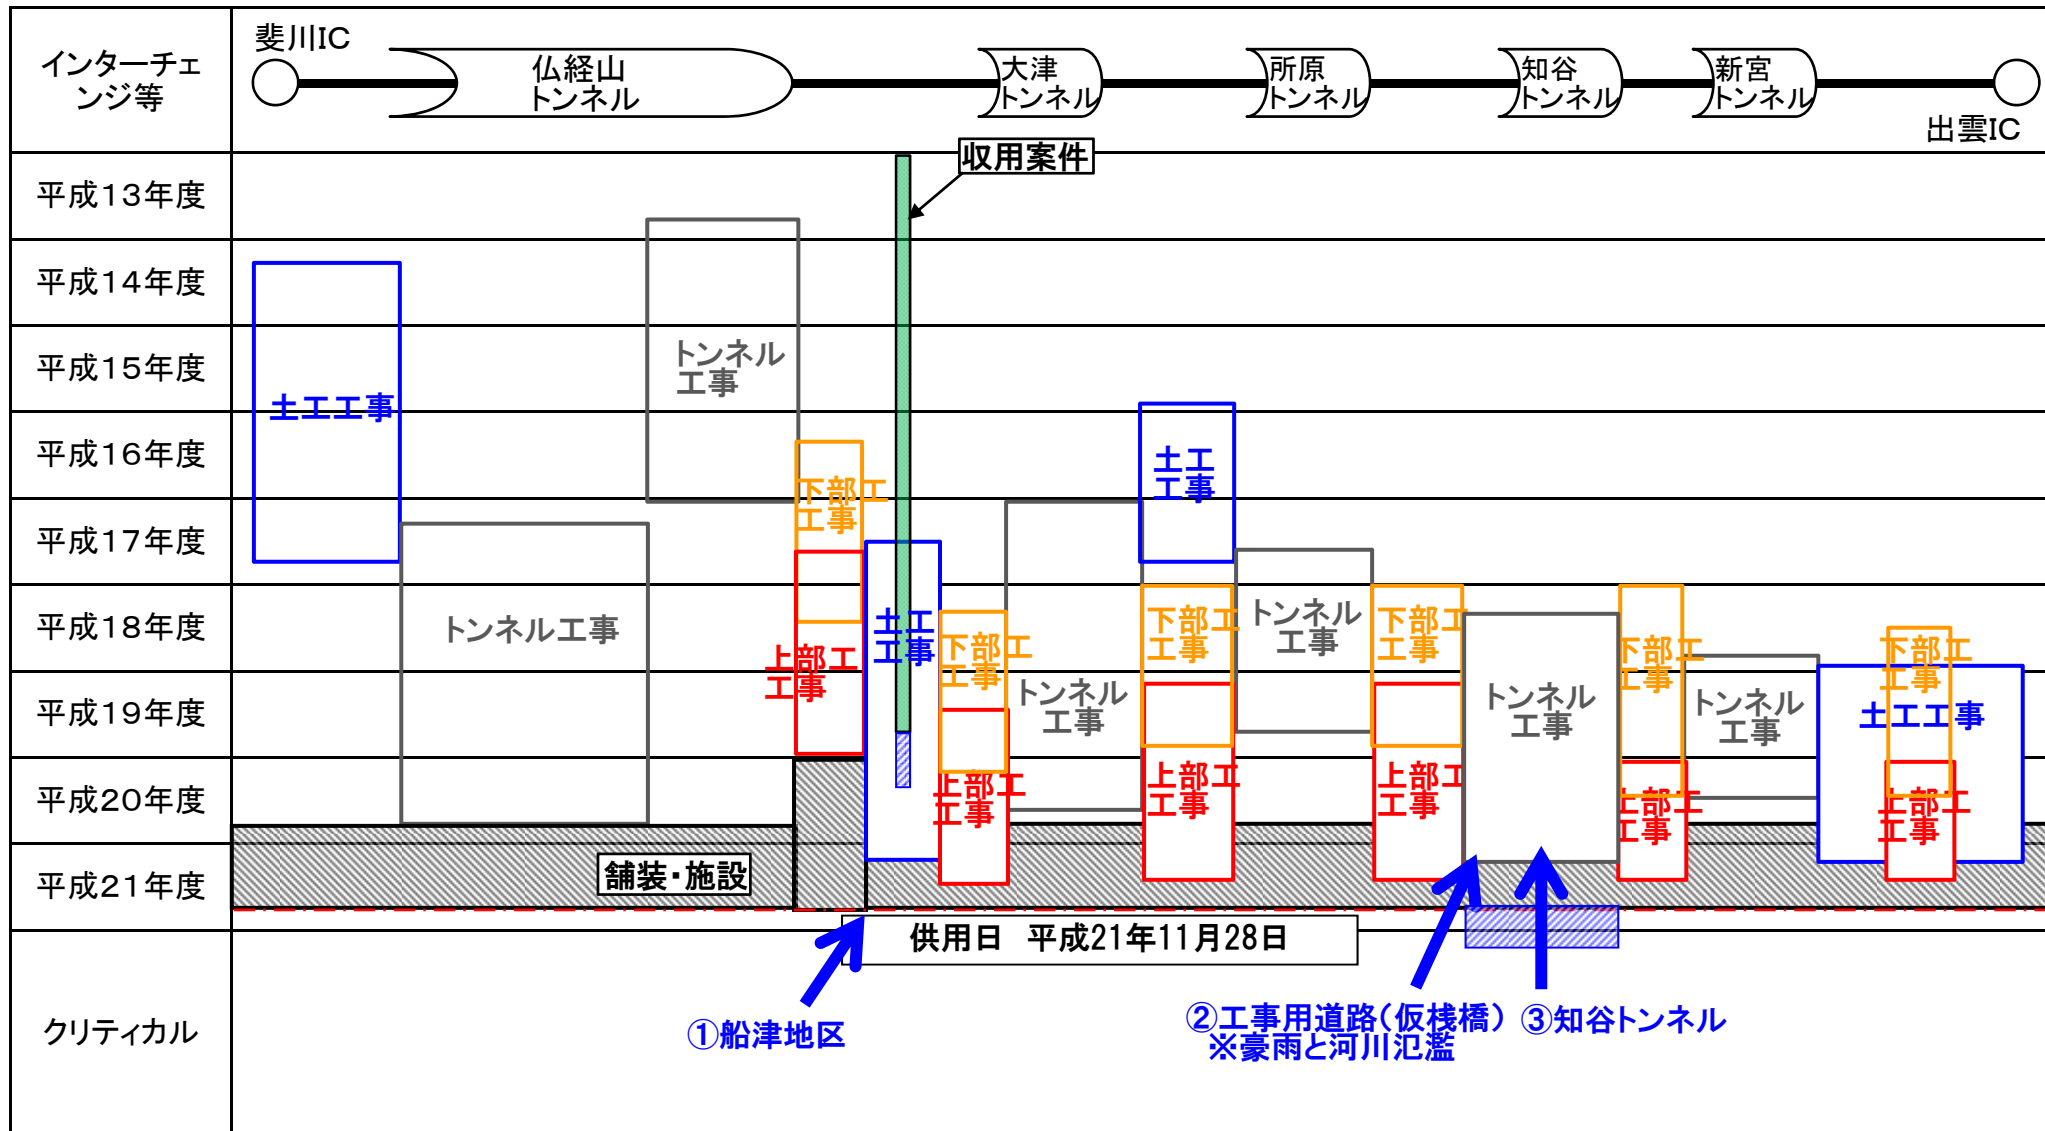 インターチェ
ンジ等
斐川IC
仏経山
トンネル
大津
トンネル
所原
トンネル
知谷
トンネル
新宮
トンネル
出雲IC
収用案件
平成13年度
平成14年度
平成15年度
平成16年度
平成17年度
平成18年度
平成19年度
平成20年度
平成21年度
クリティカル
土工工事
トンネル工事
トンネル
工事
下部工
工事
上部工
工事
土工
工事
下部工
工事
上部工
工事
トンネル
工事
土工
工事
下部工
工事
上部工
工事
トンネル
工事
下部工
工事
上部工
工事
トンネル
工事
下部工
工事
上部工
工事
トンネル
工事
下部工
工事
土工工事
上部工
工事
舗装・施設
供用日 平成21年11月28日
①船津地区
②工事用道路(仮桟橋)
※豪雨と河川氾濫
③知谷トンネル